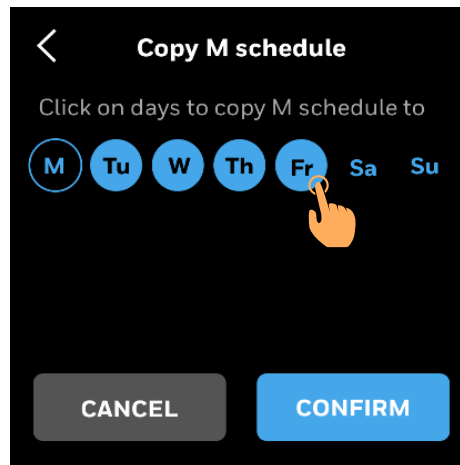 Copy M schedule
Click on days to copy M schedule to
M Tu W Th Fr Sa Su
CANCEL CONFIRM